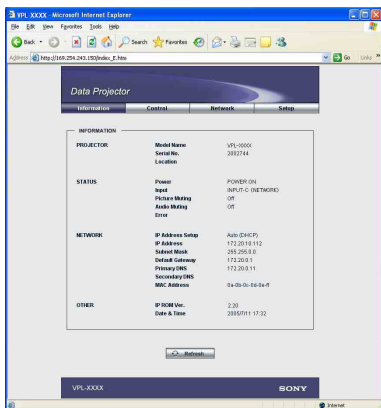 VPL XXXX - Microsoft Internet Explorer
File Edit View Favorites Tools Help
Back Search Favorites
Address http://169.254.243.150/index_E.htm Go Links »
Data Projector
Information Control Network Setup
INFORMATION
PROJECTOR Model Name VPL-XXXX
Serial No. 2002744
Location
STATUS Power POWER ON
Input INPUT-C (NETWORK)
Picture Muting Off
Audio Muting Off
Error
NETWORK IP Address Setup Auto (DHCP)
IP Address 172.20.10.112
Subnet Mask 255.255.0.0
Default Gateway 172.20.0.1
Primary DNS 172.20.0.11
Secondary DNS
MAC Address 0a-0b-0c-0d-0e-ff
OTHER IP ROM Ver. 2.20
Date & Time 2005/7/11 17:32
Refresh
VPL-XXXX SONY
Internet